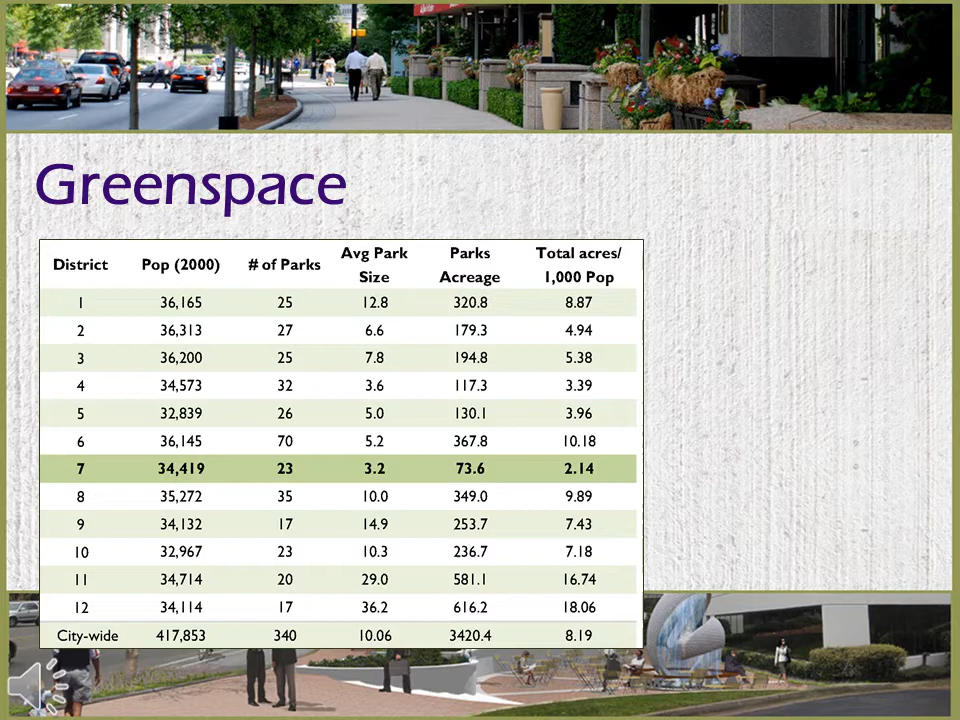 Greenspace
District Pop (2000) # of Parks Avg Park Size Parks Acreage Total acres/ 1,000 Pop
1 36,165 25 12.8 320.8 8.87
2 36,313 27 6.6 179.3 4.94
3 36,200 25 7.8 194.8 5.38
4 34,573 32 3.6 117.3 3.39
5 32,839 26 5.0 130.1 3.96
6 36,145 70 5.2 367.8 10.18
7 34,419 23 3.2 73.6 2.14
8 35,272 35 10.0 349.0 9.89
9 34,132 17 14.9 253.7 7.43
10 32,967 23 10.3 236.7 7.18
11 34,714 20 29.0 581.1 16.74
12 34,114 17 36.2 616.2 18.06
City-wide 417,853 340 10.06 3420.4 8.19